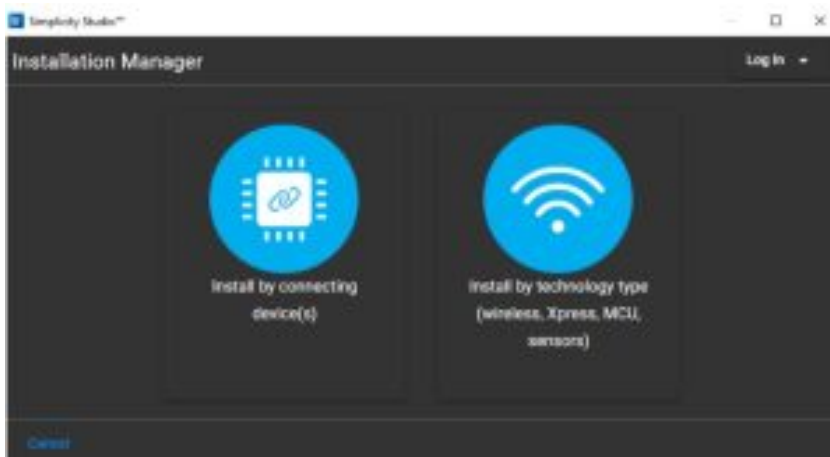 Simplicity Studio™
Installation Manager
Log In
Install by connecting
device(s)
Install by technology type
(wireless, Xpress, MCU,
sensors)
Cancel